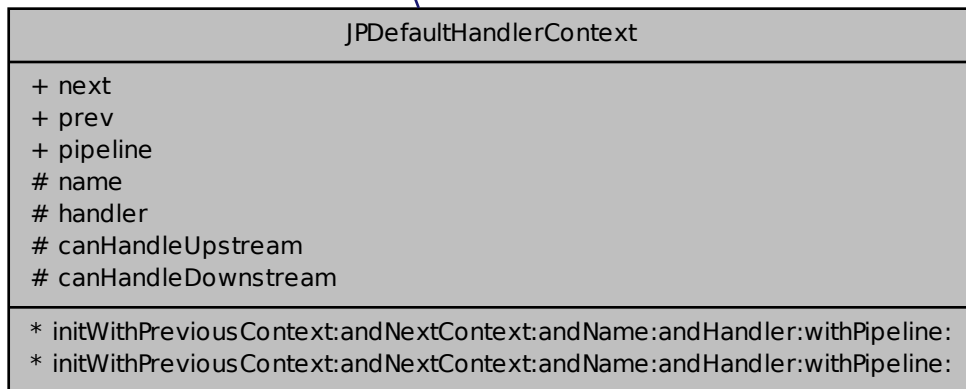 JPDefaultHandlerContext
+ next
+ prev
+ pipeline
# name
# handler
# canHandleUpstream
# canHandleDownstream
* initWithPreviousContext:andNextContext:andName:andHandler:withPipeline:
* initWithPreviousContext:andNextContext:andName:andHandler:withPipeline: